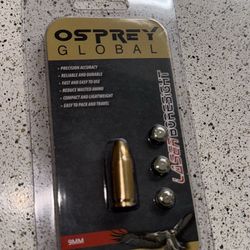 OSPREY
GLOBAL
• PRECISION ACCURACY
• RELIABLE AND DURABLE
• FAST AND EASY TO USE
• REDUCE WASTED AMMO
• COMPACT AND LIGHTWEIGHT
• EASY TO PACK AND TRAVEL
LASER BORESIGHT
9MM